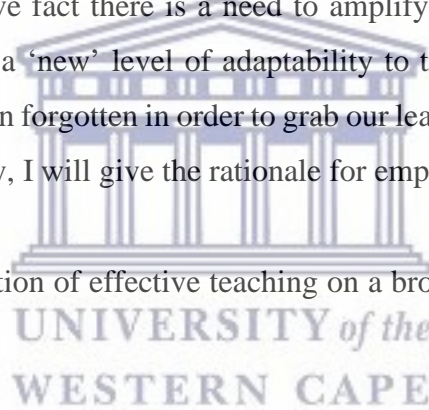 ve fact there is a need to amplify
a ‘new’ level of adaptability to t
n forgotten in order to grab our lea
y, I will give the rationale for emp
tion of effective teaching on a bro
UNIVERSITY of the
WESTERN CAPE